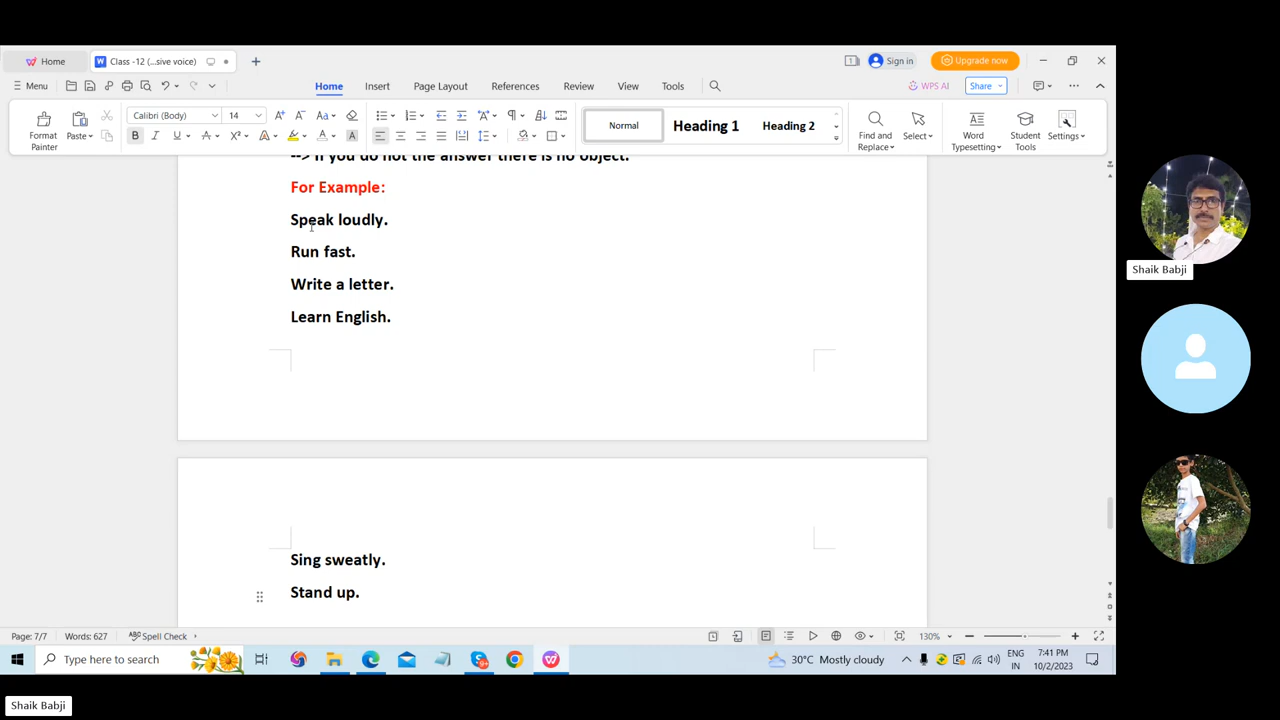 Home
Class -12 (...sive voice)
Sign in
Upgrade now
Menu
Home
Insert
Page Layout
References
Review
View
Tools
WPS AI
Share
Format Painter
Paste
Calibri (Body)
14
Normal
Heading 1
Heading 2
Find and Replace
Select
Word Typesetting
Student Tools
Settings
--> If you do not the answer there is no object.
For Example:
Speak loudly.
Run fast.
Write a letter.
Learn English.
Sing sweatly.
Stand up.
Page: 7/7
Words: 627
Spell Check
130%
Type here to search
30°C Mostly cloudy
ENG
IN
7:41 PM
10/2/2023
Shaik Babji
Shaik Babji